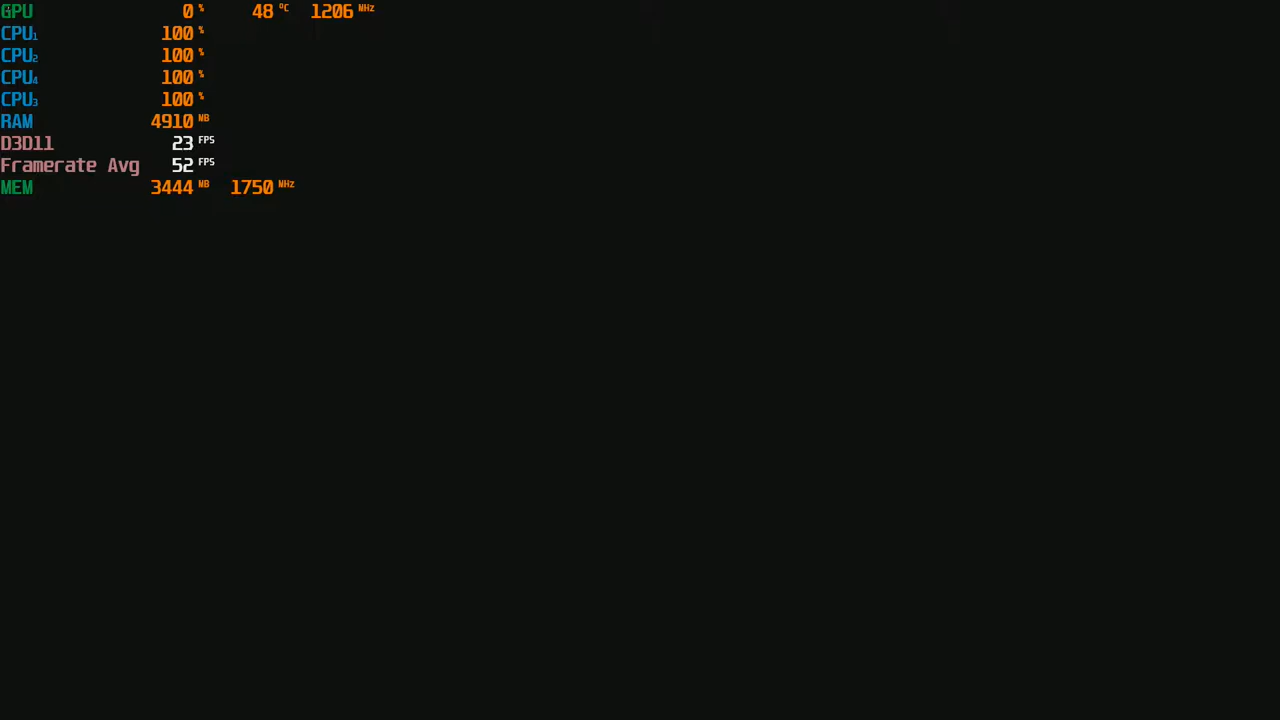 GPU 0 % 48 °C 1206 MHz
CPU1 100 %
CPU2 100 %
CPU4 100 %
CPU3 100 %
RAM 4910 MB
D3D11 23 FPS
Framerate Avg 52 FPS
MEM 3444 MB 1750 MHz